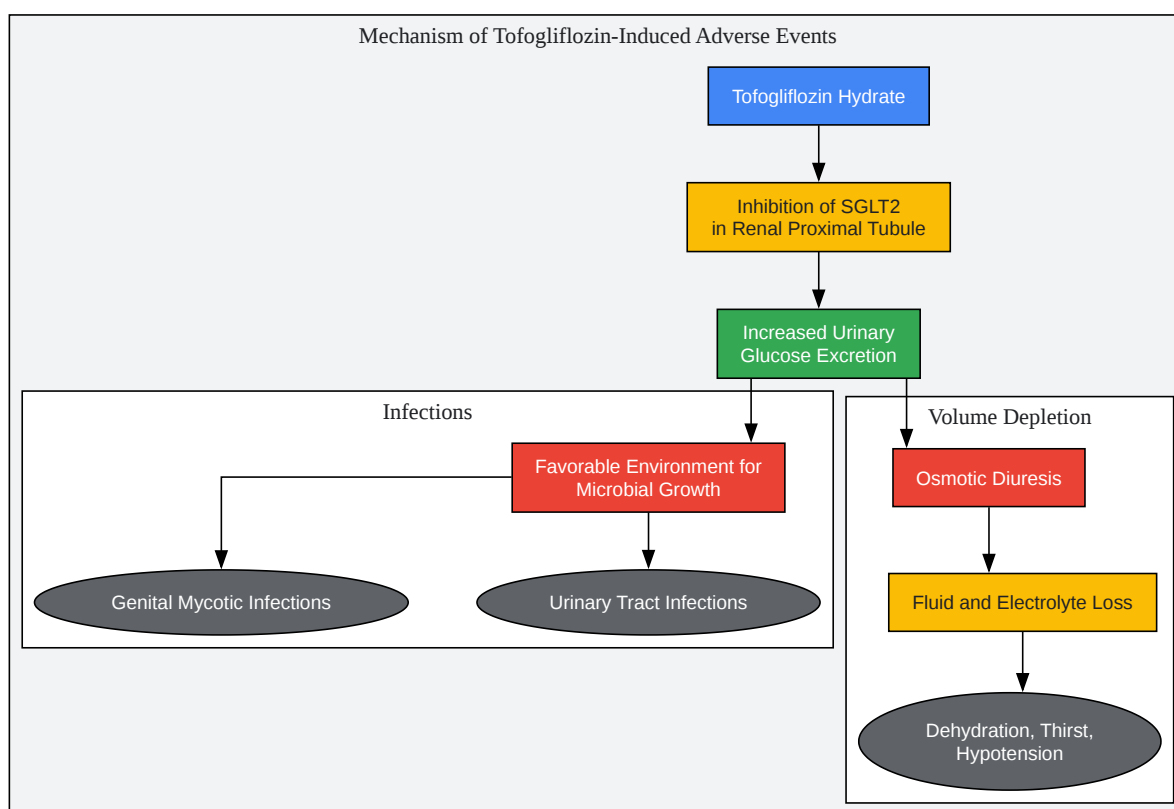 Mechanism of Tofogliflozin-Induced Adverse Events
Tofogliflozin Hydrate
Inhibition of SGLT2
in Renal Proximal Tubule
Increased Urinary
Glucose Excretion
Infections
Favorable Environment for
Microbial Growth
Genital Mycotic Infections
Urinary Tract Infections
Volume Depletion
Osmotic Diuresis
Fluid and Electrolyte Loss
Dehydration, Thirst,
Hypotension